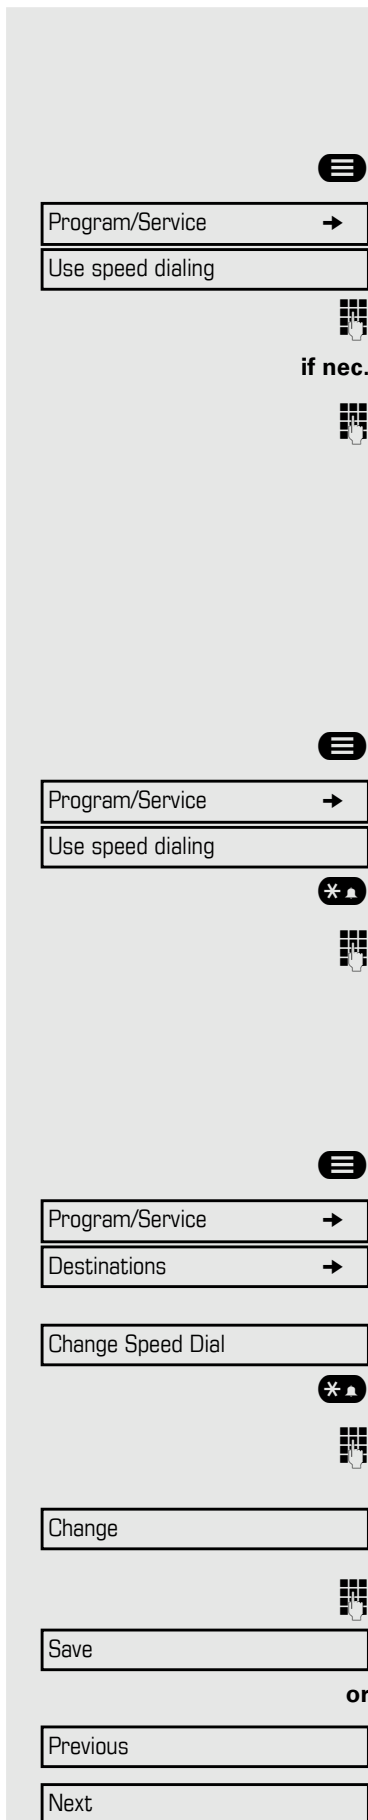 Program/Service
Use speed dialing
if nec.
Program/Service
Use speed dialing
Program/Service
Destinations
Change Speed Dial
Change
Save
or
Previous
Next